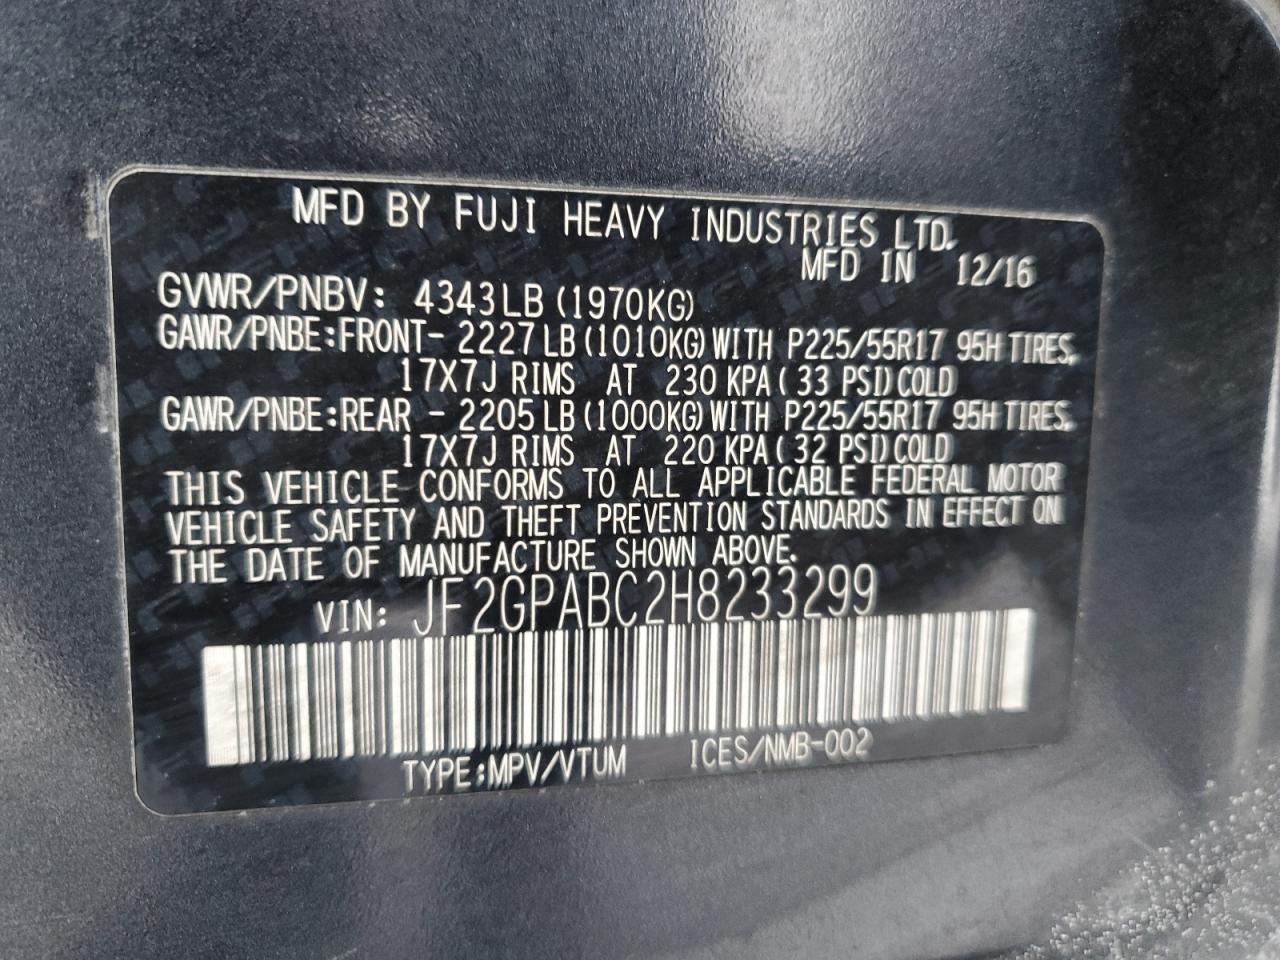 MFD BY FUJI HEAVY INDUSTRIES LTD.
MFD IN 12/16
GVWR/PNBV: 4343LB (1970KG)
GAWR/PNBE:FRONT- 2227LB(1010KG)WITH P225/55R17 95H TIRES,
17X7J RIMS AT 230 KPA( 33 PSI)COLD
GAWR/PNBE:REAR - 2205LB(1000KG)WITH P225/55R17 95H TIRES,
17X7J RIMS AT 220 KPA( 32 PSI)COLD
THIS VEHICLE CONFORMS TO ALL APPLICABLE FEDERAL MOTOR
VEHICLE SAFETY AND THEFT PREVENTION STANDARDS IN EFFECT ON
THE DATE OF MANUFACTURE SHOWN ABOVE.
VIN: JF2GPABC2H8233299
TYPE:MPV/VTUM ICES/NMB-002